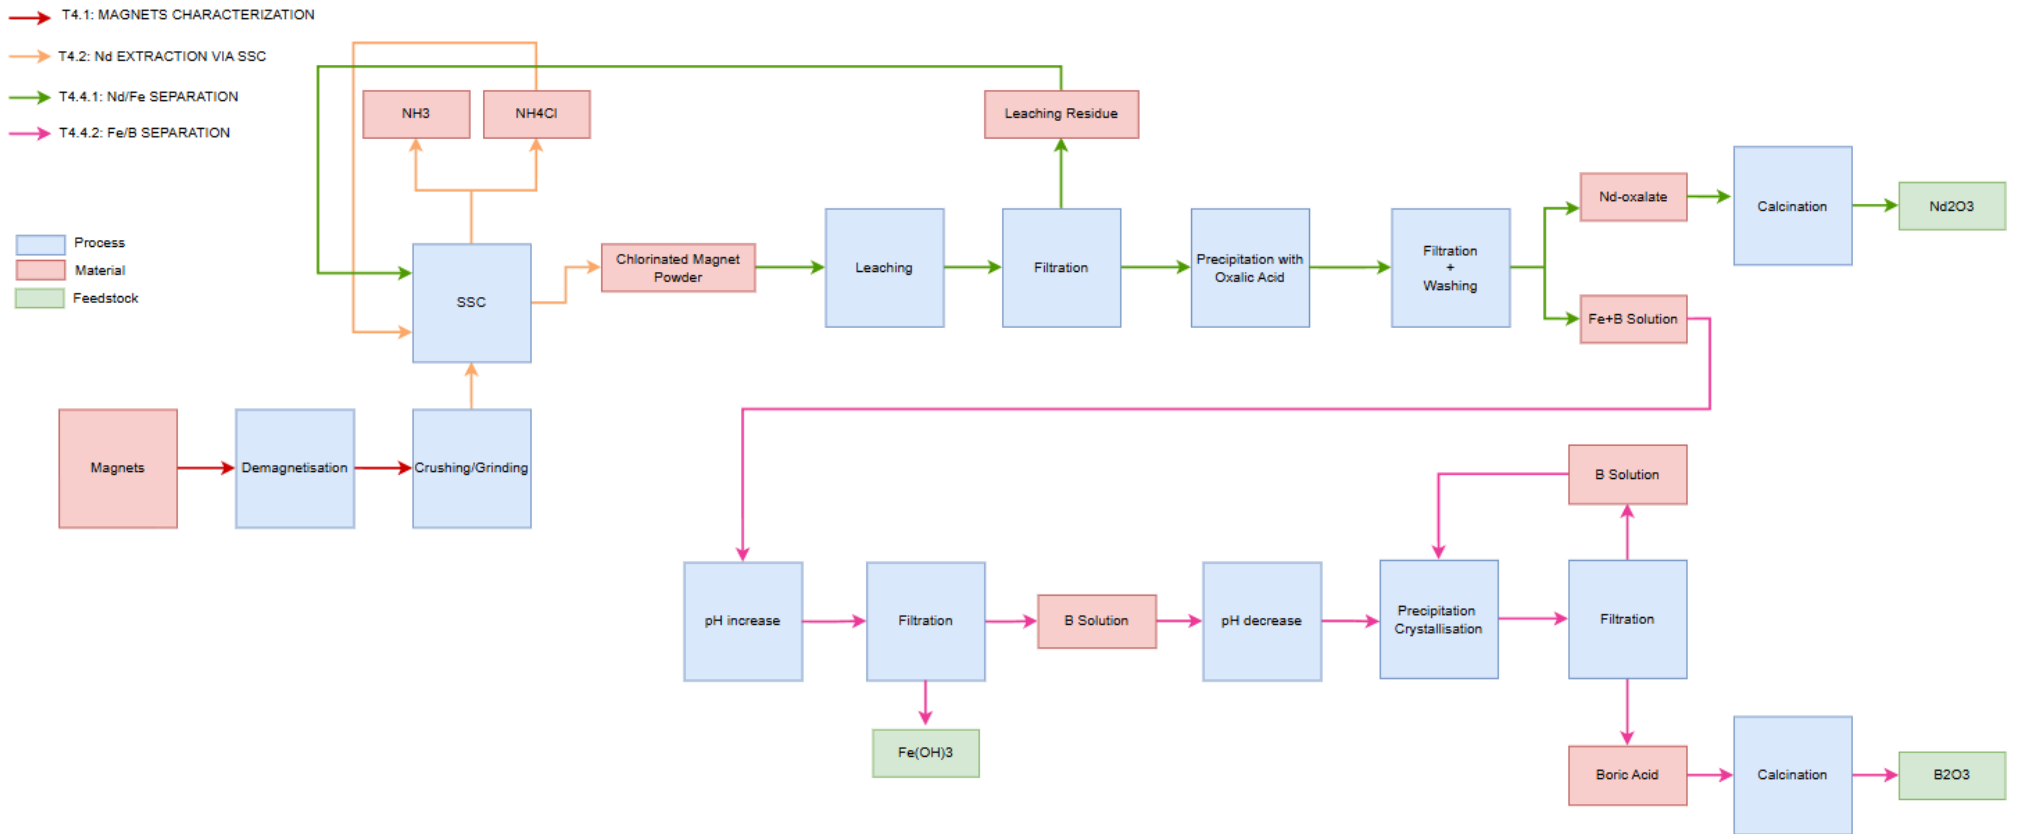 T4.1: MAGNETS CHARACTERIZATION
T4.2: Nd EXTRACTION VIA SSC
T4.4.1: Nd/Fe SEPARATION
T4.4.2: Fe/B SEPARATION
Process
Material
Feedstock
NH3
NH4Cl
Leaching Residue
SSC
Chlorinated Magnet
Powder
Leaching
Filtration
Precipitation with
Oxalic Acid
Filtration
+
Washing
Nd-oxalate
Calcination
Nd2O3
Fe+B Solution
Magnets
Demagnetisation
Crushing/Grinding
B Solution
pH increase
Filtration
B Solution
pH decrease
Precipitation
Crystallisation
Filtration
Fe(OH)3
Boric Acid
Calcination
B2O3